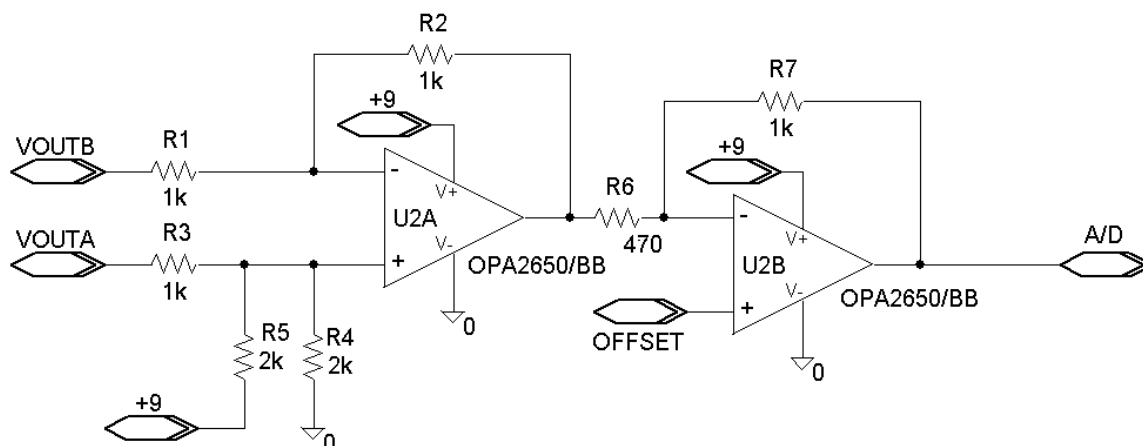 R2
1k
R7
1k
+9
+9
VOUTB
R1
1k
-
V+
U2A
V-
+
OPA2650/BB
0
R6
470
-
V+
U2B
V-
+
OPA2650/BB
0
A/D
VOUTA
R3
1k
OFFSET
R5
2k
R4
2k
+9
0